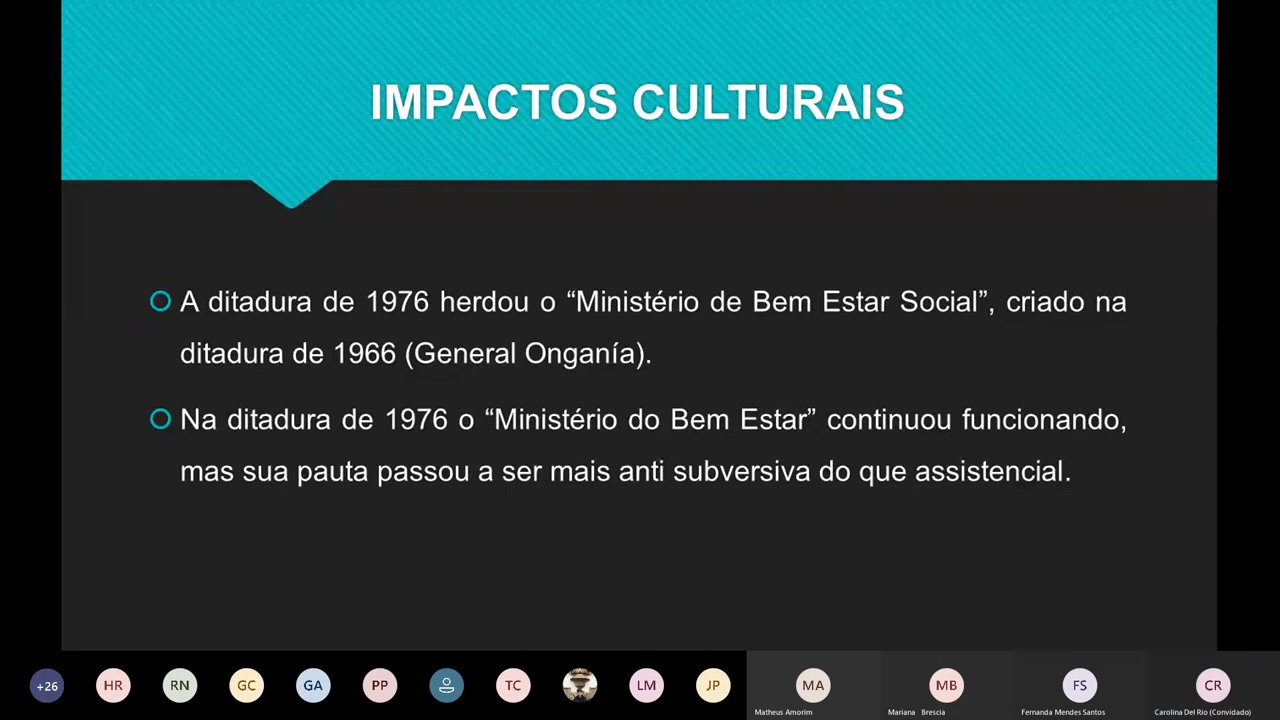 IMPACTOS CULTURAIS
A ditadura de 1976 herdou o “Ministério de Bem Estar Social”, criado na
ditadura de 1966 (General Onganía).
Na ditadura de 1976 o “Ministério do Bem Estar” continuou funcionando,
mas sua pauta passou a ser mais anti subversiva do que assistencial.
+26 HR RN GC GA PP TC LM JP MA MB FS CR
Matheus Amorim Mariana Brescia Fernanda Mendes Santos Carolina Del Rio (Convidado)